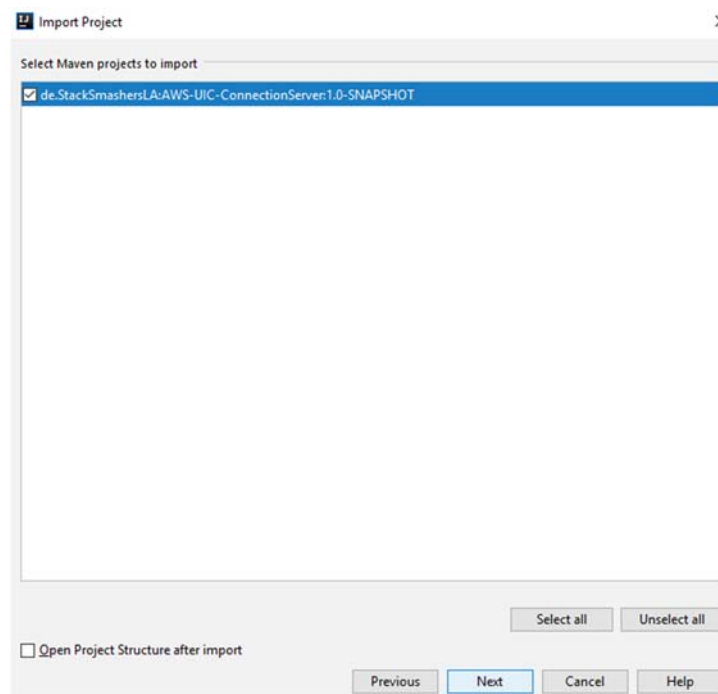 Import Project
Select Maven projects to import
de.StackSmashersLA:AWS-UIC-ConnectionServer:1.0-SNAPSHOT
Select all Unselect all
Open Project Structure after import
Previous Next Cancel Help